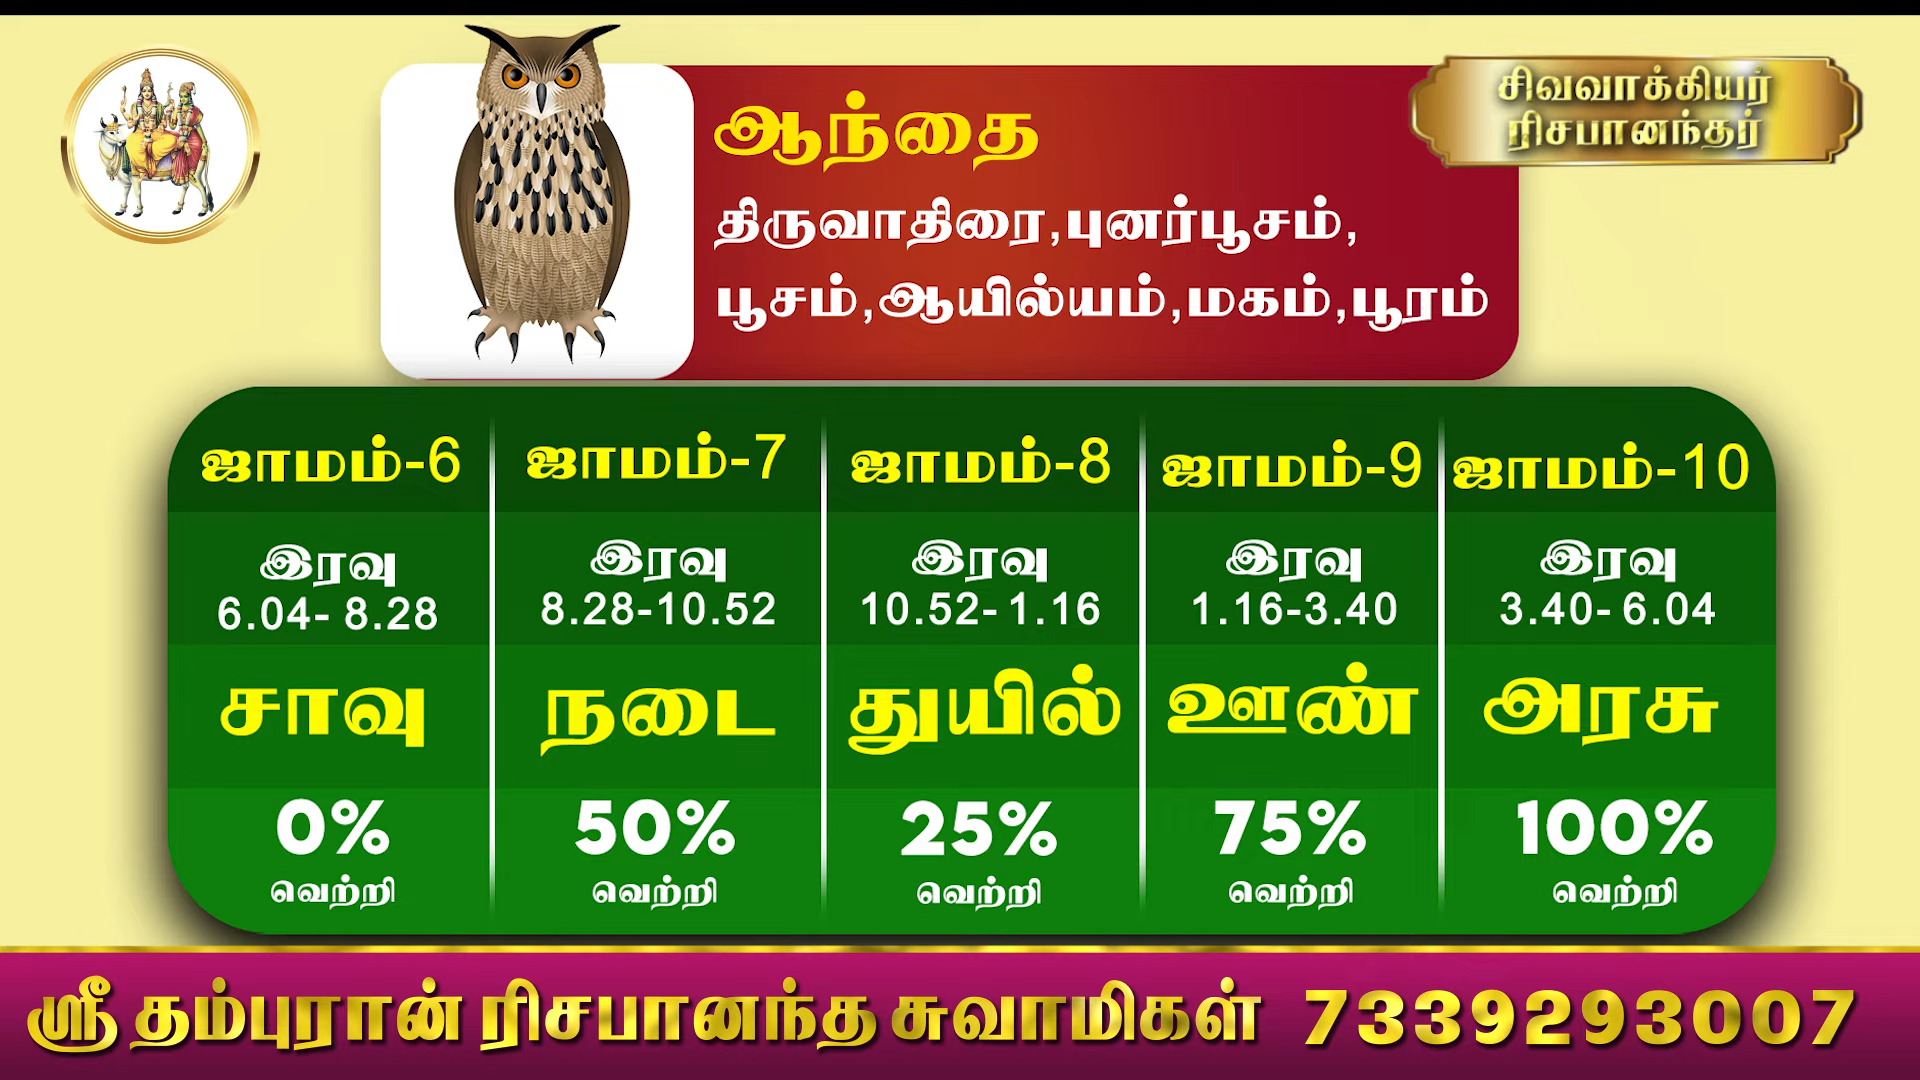 சிவவாக்கியர்
ரிசபானந்தர்
ஆந்தை
திருவாதிரை,புனர்பூசம்,
பூசம்,ஆயில்யம்,மகம்,பூரம்
ஜாமம்-6 ஜாமம்-7 ஜாமம்-8 ஜாமம்-9 ஜாமம்-10
இரவு இரவு இரவு இரவு இரவு
6.04- 8.28 8.28-10.52 10.52- 1.16 1.16-3.40 3.40- 6.04
சாவு நடை துயில் ஊண் அரசு
0% 50% 25% 75% 100%
வெற்றி வெற்றி வெற்றி வெற்றி வெற்றி
ஸ்ரீ தம்புரான் ரிசபானந்த சுவாமிகள் 7339293007